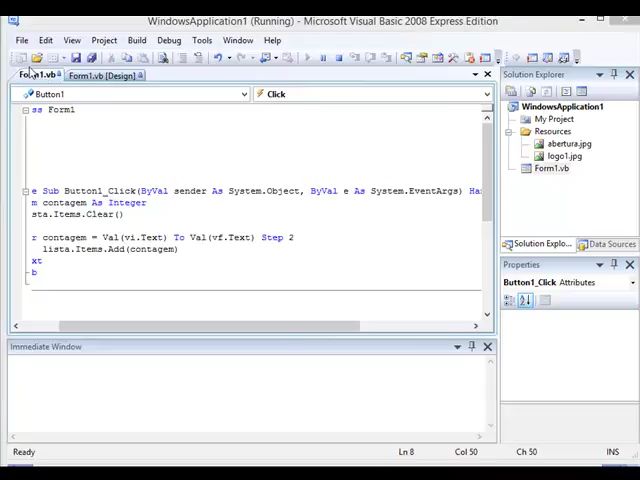 WindowsApplication1 (Running) - Microsoft Visual Basic 2008 Express Edition
File Edit View Project Build Debug Tools Window Help
Form1.vb Form1.vb [Design]
Button1 Click
ss Form1
e Sub Button1_Click(ByVal sender As System.Object, ByVal e As System.EventArgs) Han
m contagem As Integer
sta.Items.Clear()
r contagem = Val(vi.Text) To Val(vf.Text) Step 2
lista.Items.Add(contagem)
xt
b
Solution Explorer
WindowsApplication1
My Project
Resources
abertura.jpg
logo1.jpg
Form1.vb
Solution Explo... Data Sources
Properties
Button1_Click Attributes
Immediate Window
Ready Ln 8 Col 50 Ch 50 INS